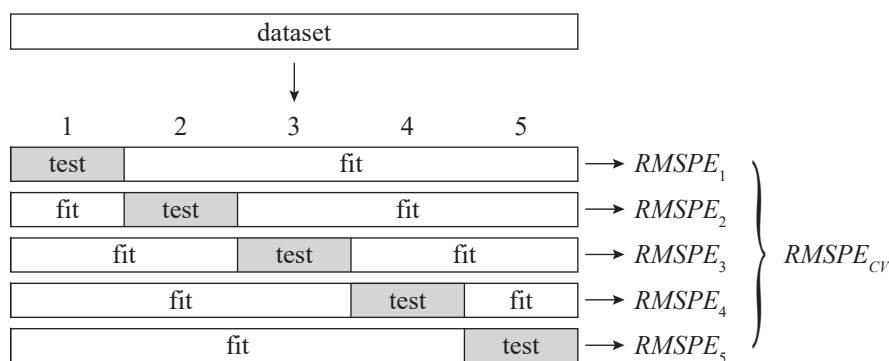 dataset
1 2 3 4 5
test fit RMSPE1
fit test fit RMSPE2
fit test fit RMSPE3 RMSPECV
fit test fit RMSPE4
fit test RMSPE5